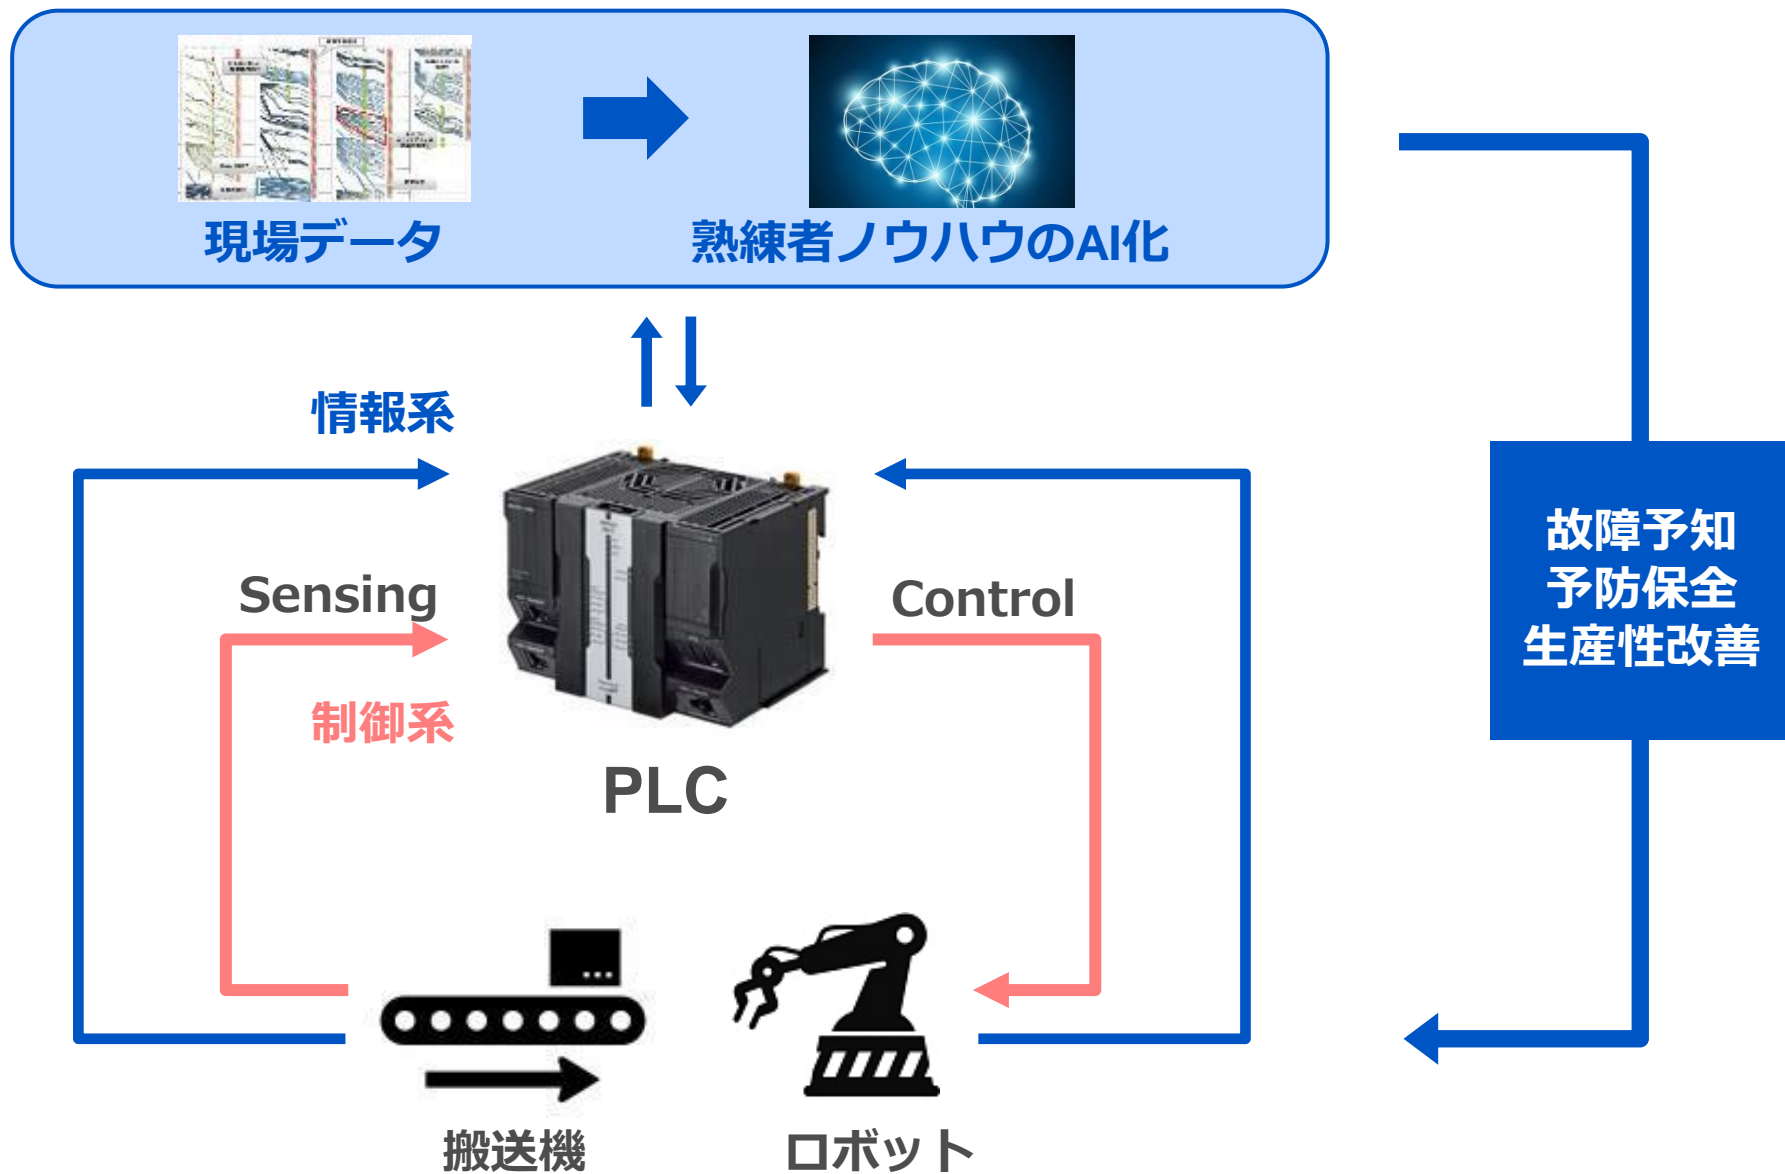 現場データ
熟練者ノウハウのAI化
情報系
Sensing
Control
制御系
PLC
故障予知
予防保全
生産性改善
搬送機
ロボット